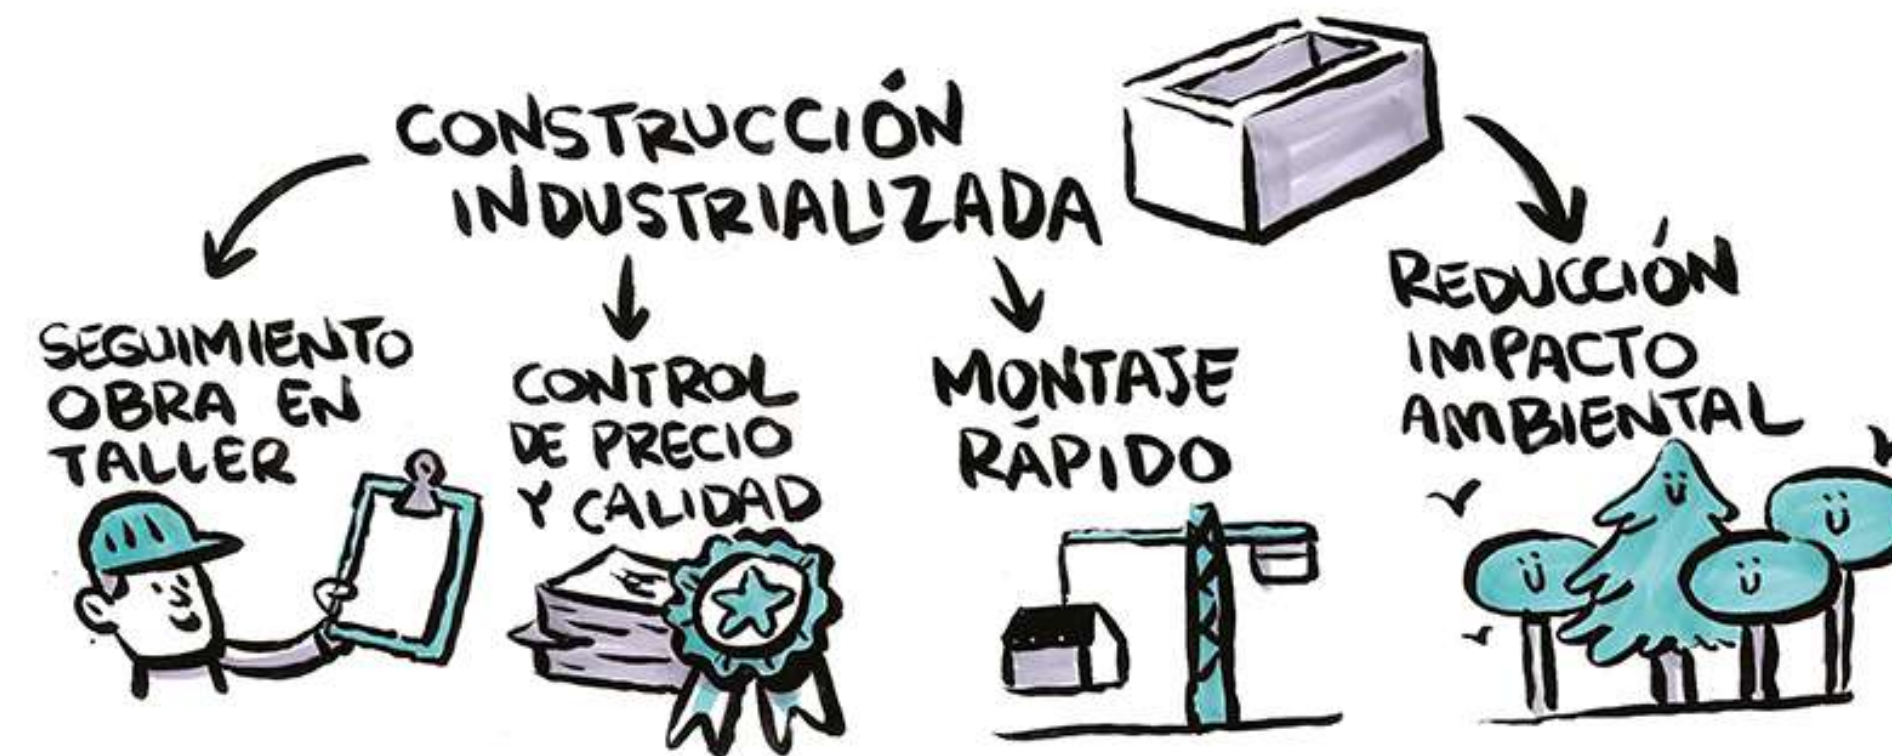 CONSTRUCCIÓN
INDUSTRIALIZADA
SEGUIMIENTO
OBRA EN
TALLER
CONTROL
DE PRECIO
Y CALIDAD
MONTAJE
RÁPIDO
REDUCCIÓN
IMPACTO
AMBIENTAL